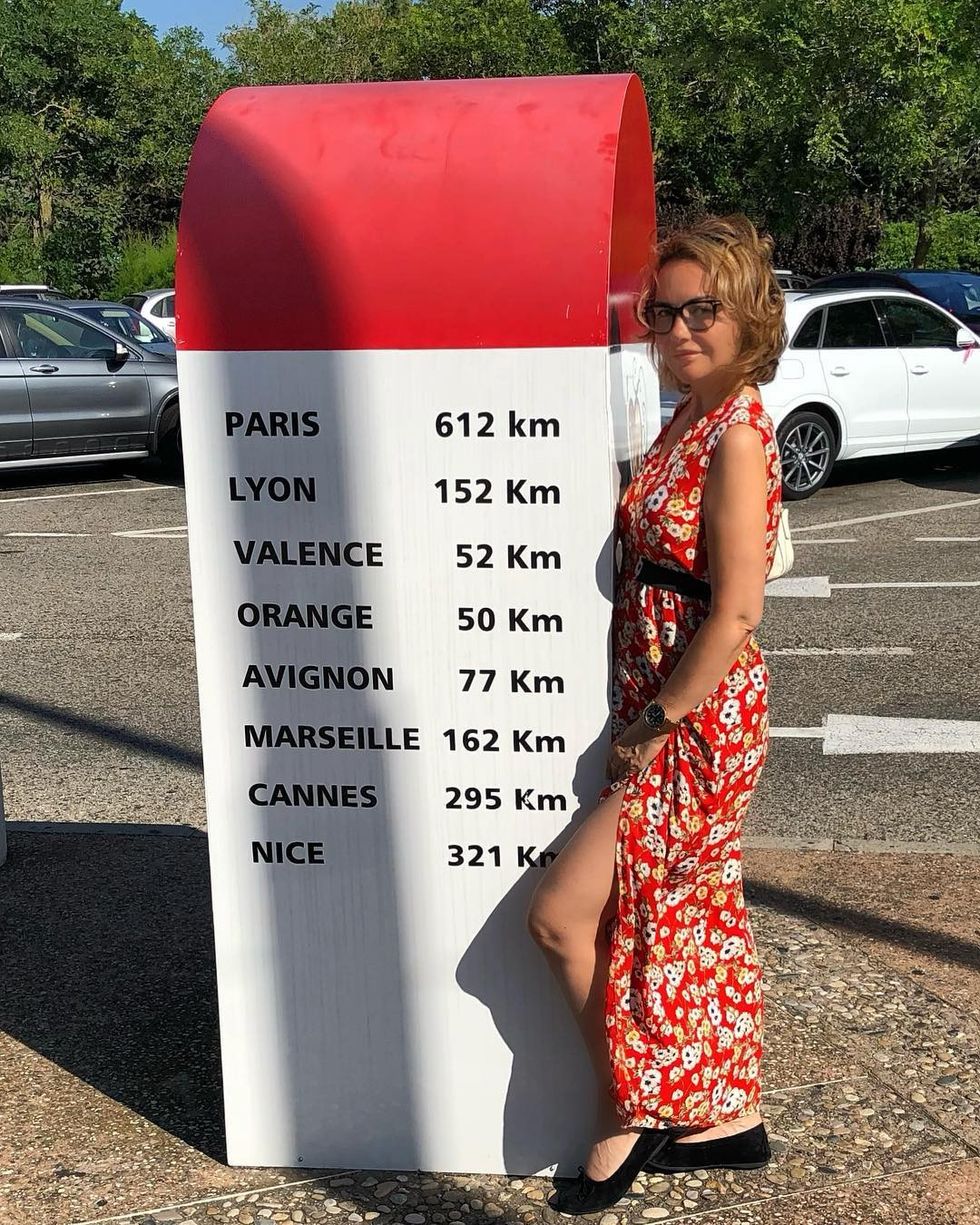 PARIS 612 km
LYON 152 Km
VALENCE 52 Km
ORANGE 50 Km
AVIGNON 77 Km
MARSEILLE 162 Km
CANNES 295 Km
NICE 321 Km